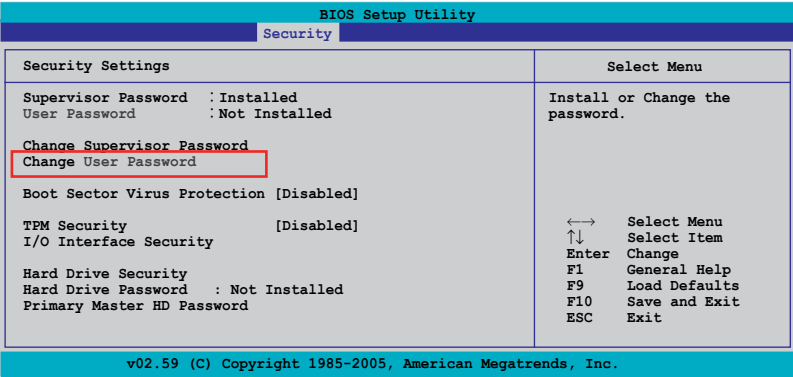 BIOS Setup Utility
Security
Security Settings
Supervisor Password : Installed
User Password : Not Installed
Change Supervisor Password
Change User Password
Boot Sector Virus Protection [Disabled]
TPM Security [Disabled]
I/O Interface Security
Hard Drive Security
Hard Drive Password : Not Installed
Primary Master HD Password
Select Menu
Install or Change the
password.
←→ Select Menu
↑↓ Select Item
Enter Change
F1 General Help
F9 Load Defaults
F10 Save and Exit
ESC Exit
v02.59 (C) Copyright 1985-2005, American Megatrends, Inc.